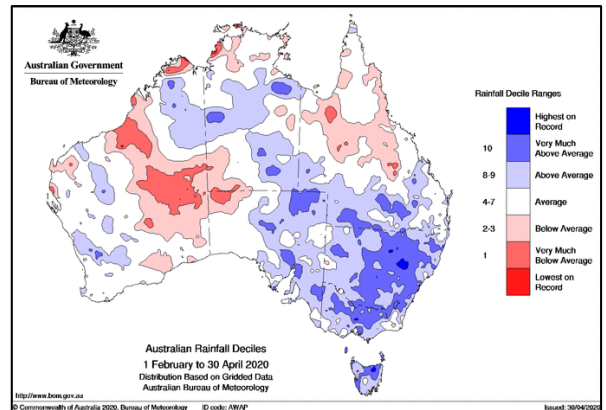 Australian Government
Bureau of Meteorology
Rainfall Decile Ranges
Highest on
Record
10
Very Much
Above Average
8-9
Above Average
4-7
Average
2-3
Below Average
1
Very Much
Below Average
Lowest on
Record
Australian Rainfall Deciles
1 February to 30 April 2020
Distribution Based on Gridded Data
Australian Bureau of Meteorology
http://www.bom.gov.au
© Commonwealth of Australia 2020, Bureau of Meteorology ID code: AWAP Issued: 30/04/2020